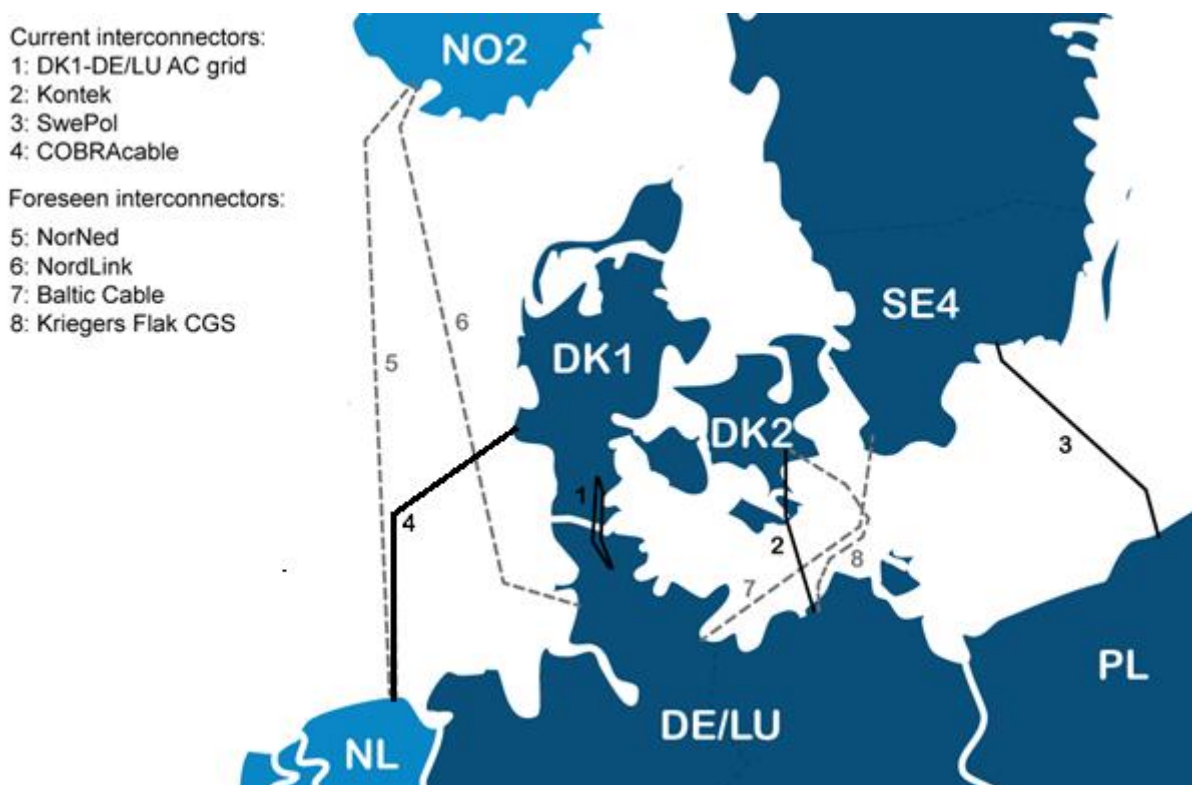 Current interconnectors:
1: DK1-DE/LU AC grid
2: Kontek
3: SwePol
4: COBRAcable
Foreseen interconnectors:
5: NorNed
6: NordLink
7: Baltic Cable
8: Kriegers Flak CGS
NO2
SE4
6
5
DK1
DK2
3
1
4
2
8
7
PL
DE/LU
NL